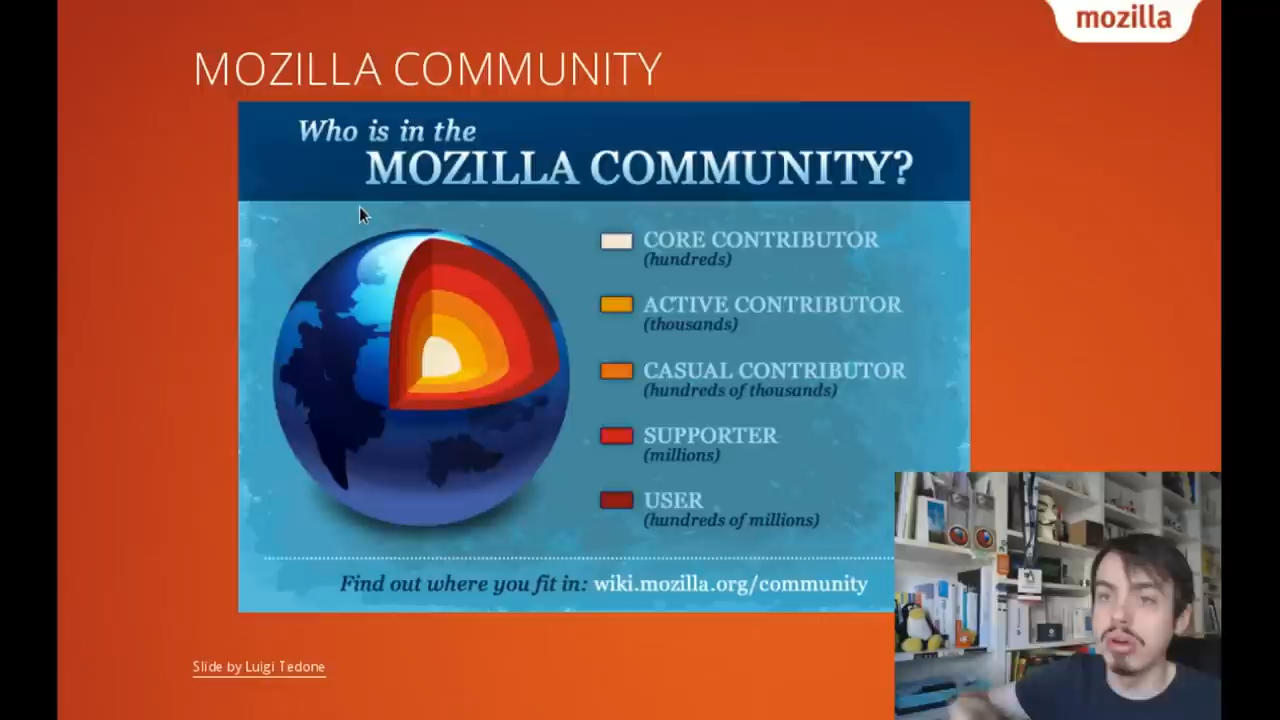 mozilla
MOZILLA COMMUNITY
Who is in the
MOZILLA COMMUNITY?
CORE CONTRIBUTOR
(hundreds)
ACTIVE CONTRIBUTOR
(thousands)
CASUAL CONTRIBUTOR
(hundreds of thousands)
SUPPORTER
(millions)
USER
(hundreds of millions)
Find out where you fit in: wiki.mozilla.org/community
Slide by Luigi Tedone